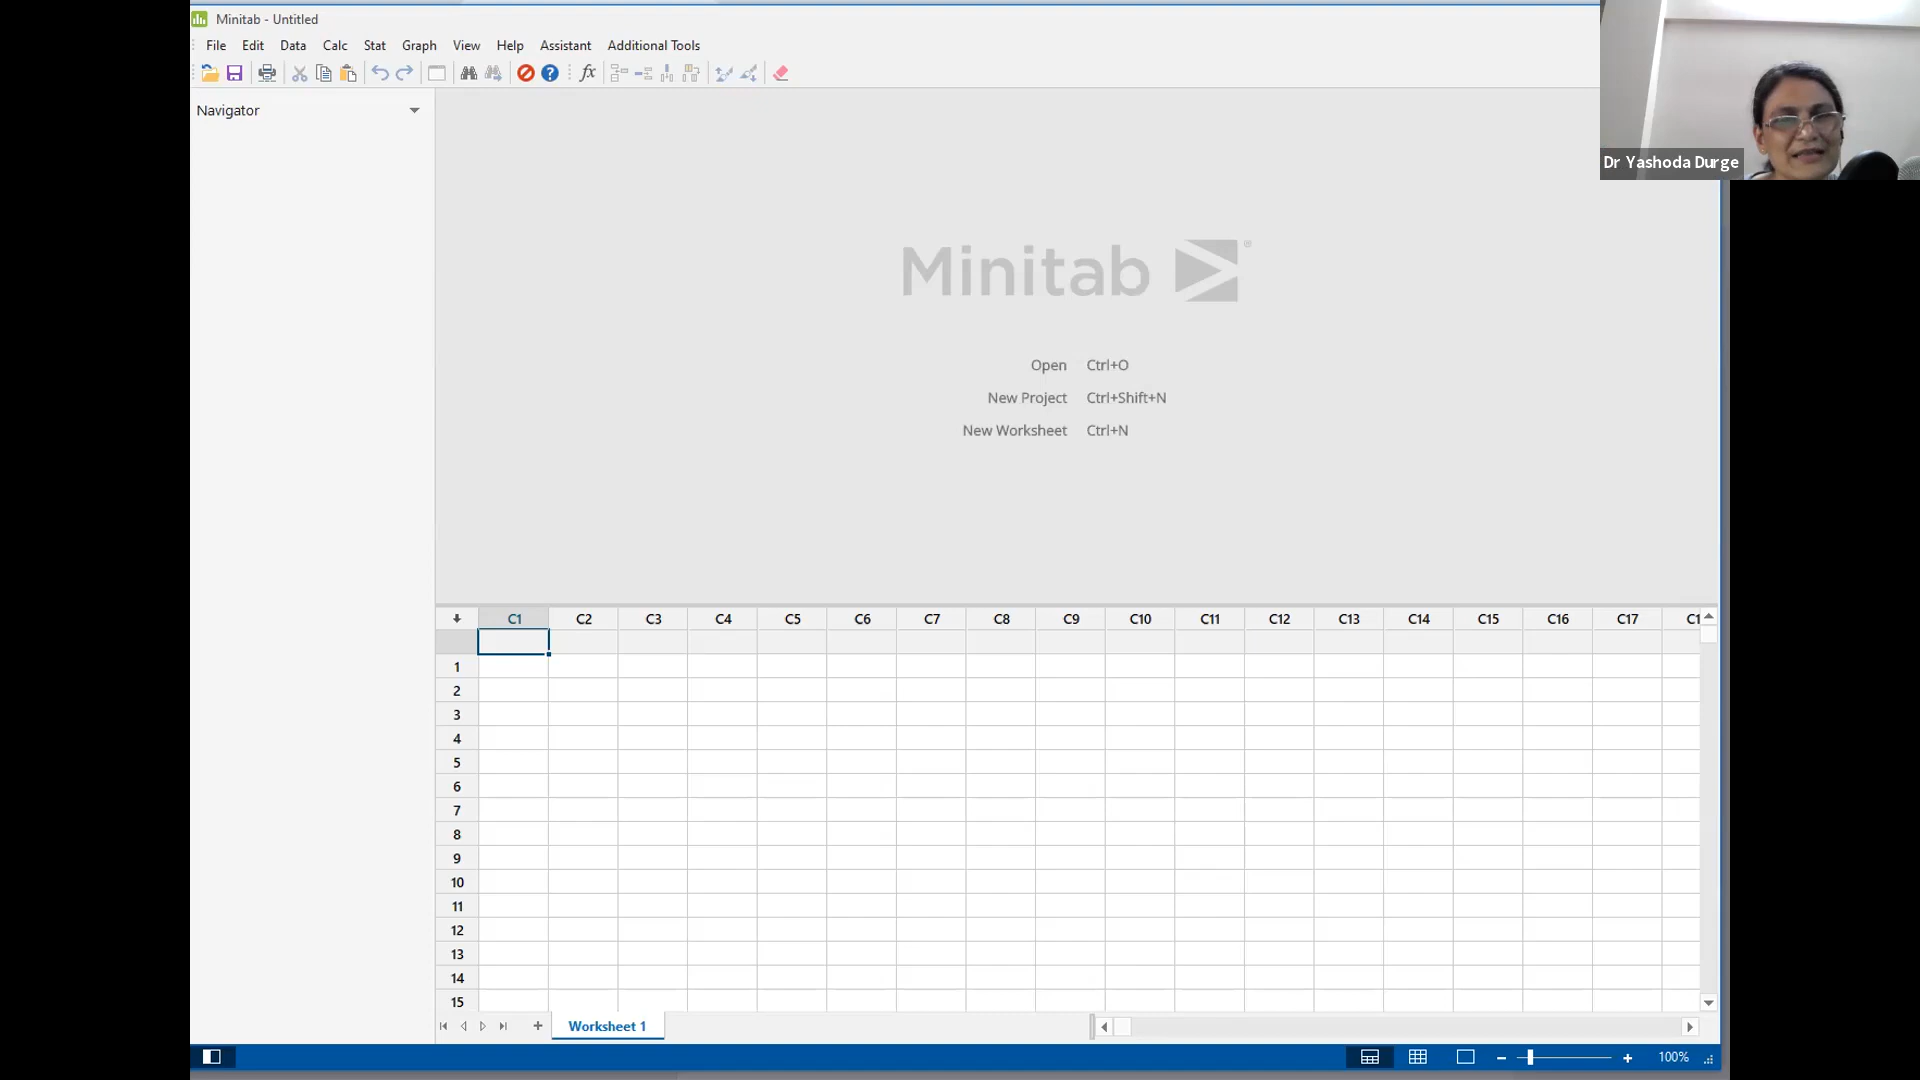 Minitab - Untitled
File Edit Data Calc Stat Graph View Help Assistant Additional Tools
fx
Navigator
Dr Yashoda Durge
Minitab ®
Open Ctrl+O
New Project Ctrl+Shift+N
New Worksheet Ctrl+N
C1 C2 C3 C4 C5 C6 C7 C8 C9 C10 C11 C12 C13 C14 C15 C16 C17 C1
1
2
3
4
5
6
7
8
9
10
11
12
13
14
15
Worksheet 1
100%